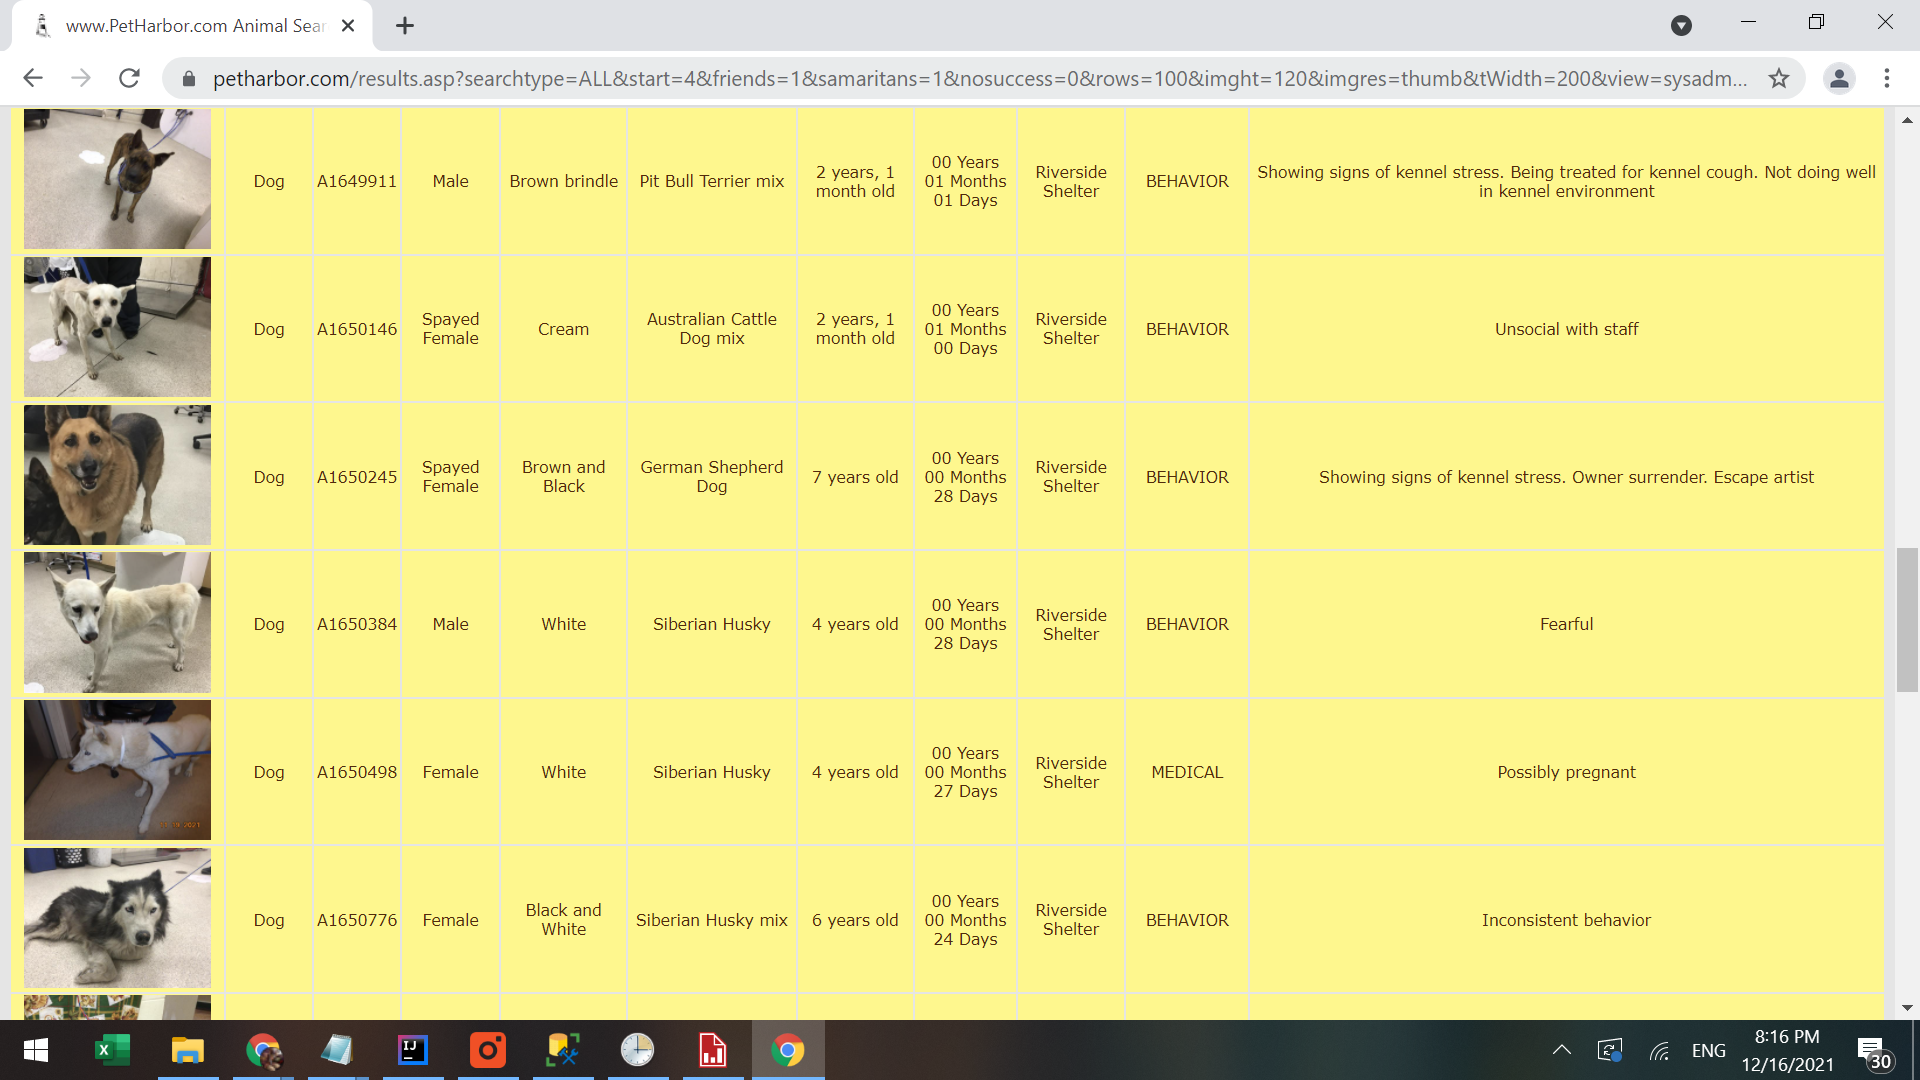 www.PetHarbor.com Animal Sear
petharbor.com/results.asp?searchtype=ALL&start=4&friends=1&samaritans=1&nosuccess=0&rows=100&imght=120&imgres=thumb&tWidth=200&view=sysadm...
Dog
A1649911
Male
Brown brindle
Pit Bull Terrier mix
2 years, 1
month old
00 Years
01 Months
01 Days
Riverside
Shelter
BEHAVIOR
Showing signs of kennel stress. Being treated for kennel cough. Not doing well
in kennel environment
Dog
A1650146
Spayed
Female
Cream
Australian Cattle
Dog mix
2 years, 1
month old
00 Years
01 Months
00 Days
Riverside
Shelter
BEHAVIOR
Unsocial with staff
Dog
A1650245
Spayed
Female
Brown and
Black
German Shepherd
Dog
7 years old
00 Years
00 Months
28 Days
Riverside
Shelter
BEHAVIOR
Showing signs of kennel stress. Owner surrender. Escape artist
Dog
A1650384
Male
White
Siberian Husky
4 years old
00 Years
00 Months
28 Days
Riverside
Shelter
BEHAVIOR
Fearful
Dog
A1650498
Female
White
Siberian Husky
4 years old
00 Years
00 Months
27 Days
Riverside
Shelter
MEDICAL
Possibly pregnant
Dog
A1650776
Female
Black and
White
Siberian Husky mix
6 years old
00 Years
00 Months
24 Days
Riverside
Shelter
BEHAVIOR
Inconsistent behavior
ENG
8:16 PM
12/16/2021
30